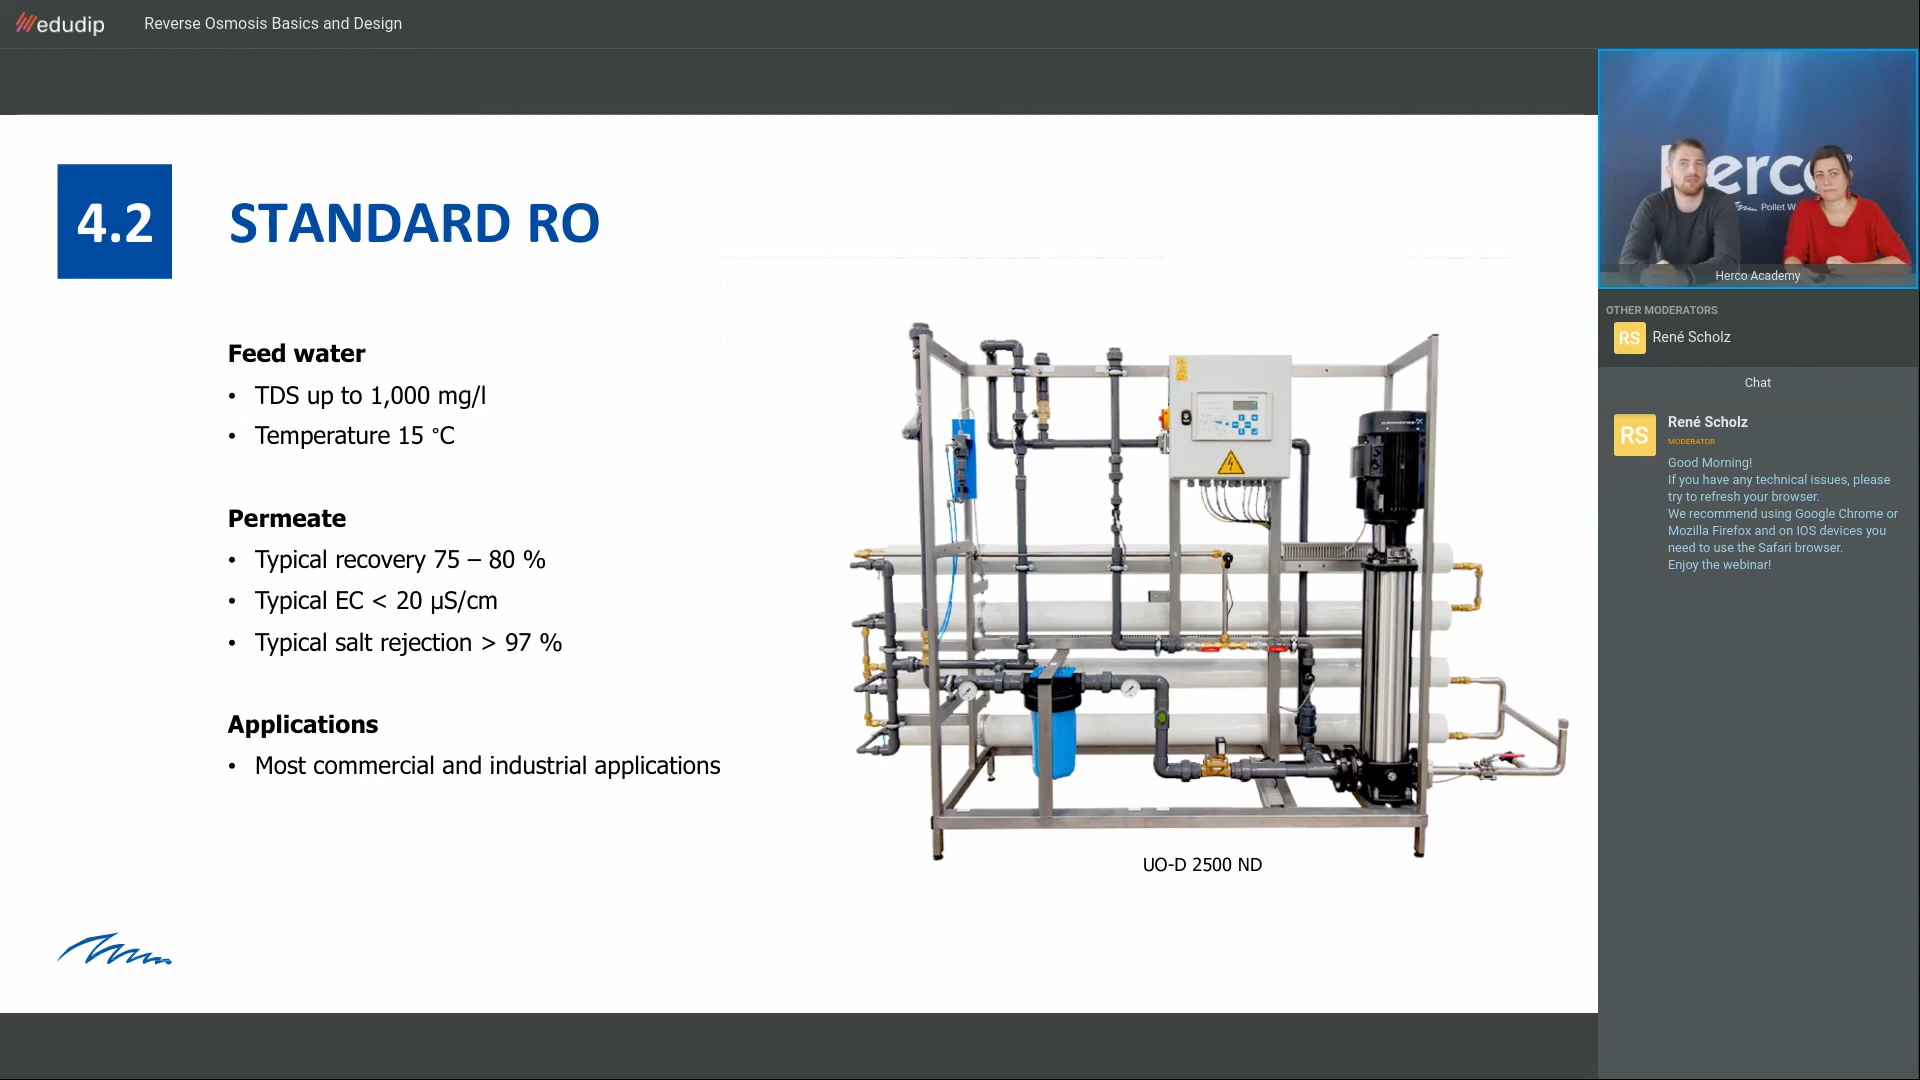 edudip
Reverse Osmosis Basics and Design
4.2
STANDARD RO
Feed water
• TDS up to 1,000 mg/l
• Temperature 15 °C
Permeate
• Typical recovery 75 – 80 %
• Typical EC < 20 µS/cm
• Typical salt rejection > 97 %
Applications
• Most commercial and industrial applications
GRUNDFOS
UO-D 2500 ND
Herco
Pollet W
Herco Academy
OTHER MODERATORS
RS
René Scholz
Chat
RS
René Scholz
MODERATOR
Good Morning!
If you have any technical issues, please
try to refresh your browser.
We recommend using Google Chrome or
Mozilla Firefox and on IOS devices you
need to use the Safari browser.
Enjoy the webinar!